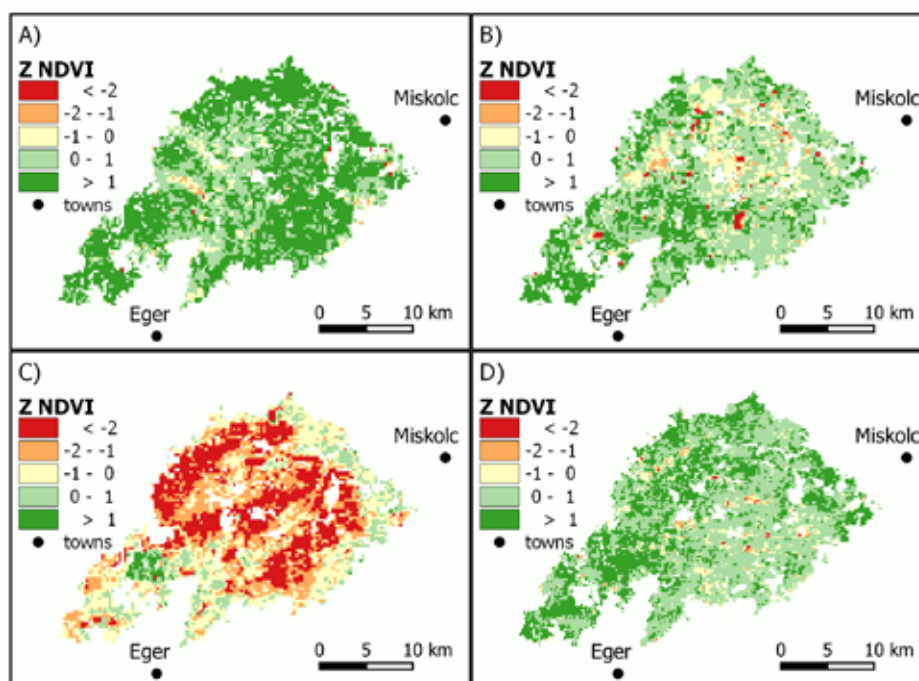 A)
Z NDVI
< -2
-2 - -1
-1 - 0
0 - 1
> 1
towns
Miskolc
Eger
0 5 10 km
B)
Z NDVI
< -2
-2 - -1
-1 - 0
0 - 1
> 1
towns
Miskolc
Eger
0 5 10 km
C)
Z NDVI
< -2
-2 - -1
-1 - 0
0 - 1
> 1
towns
Miskolc
Eger
0 5 10 km
D)
Z NDVI
< -2
-2 - -1
-1 - 0
0 - 1
> 1
towns
Miskolc
Eger
0 5 10 km